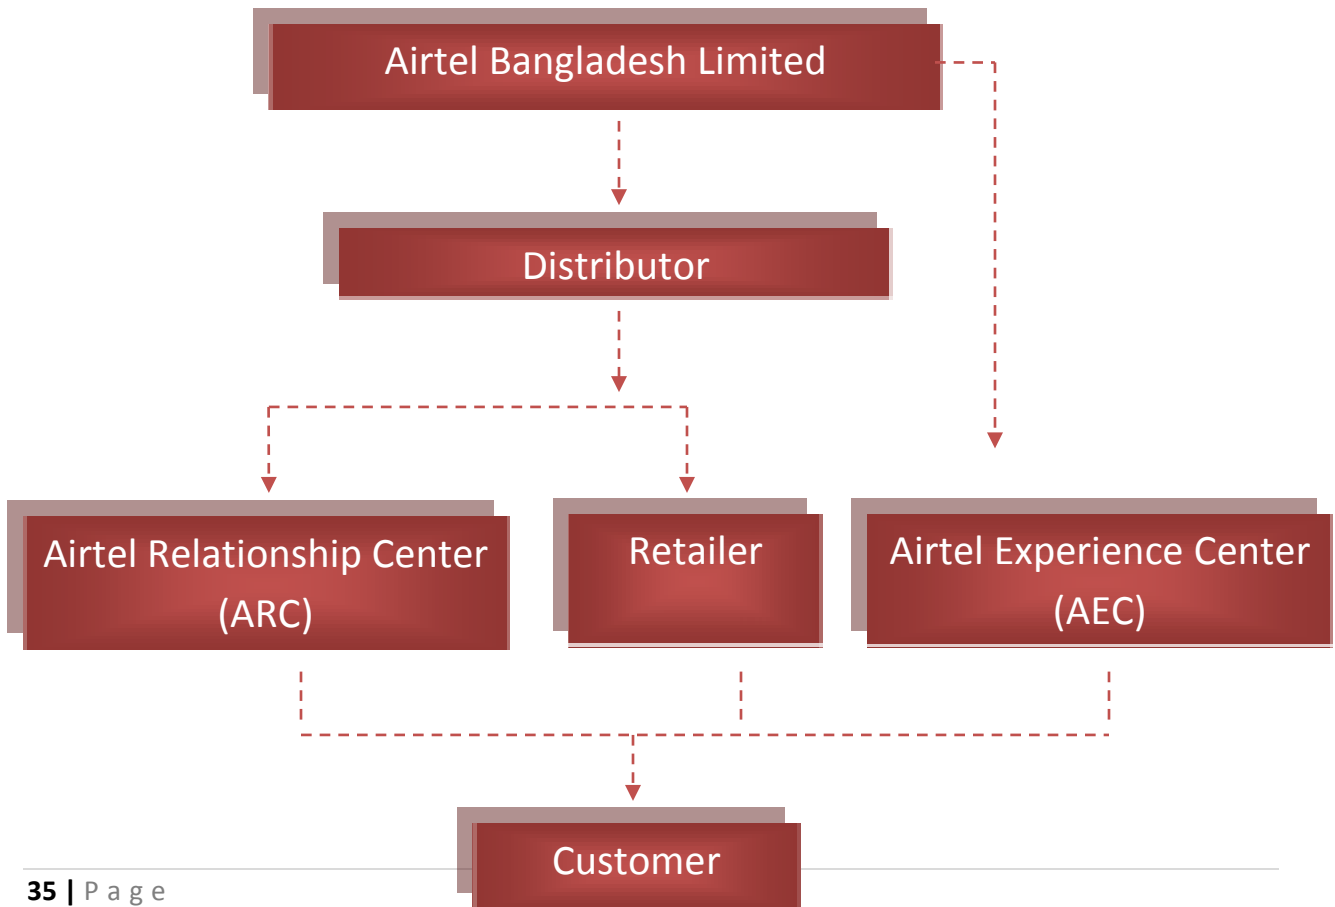 Airtel Bangladesh Limited
Distributor
Airtel Relationship Center
(ARC)
Retailer
Airtel Experience Center
(AEC)
Customer
35 | P a g e